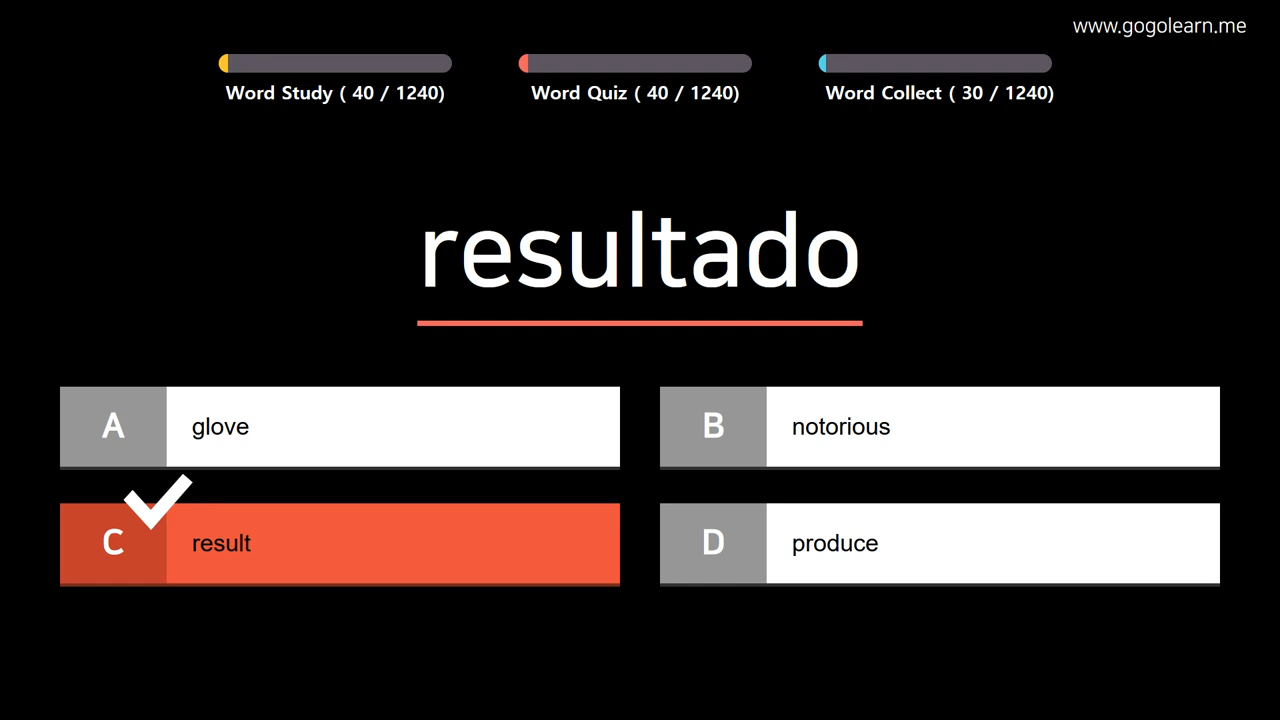 www.gogolearn.me
Word Study ( 40 / 1240)
Word Quiz ( 40 / 1240)
Word Collect ( 30 / 1240)
resultado
A
glove
B
notorious
C
result
D
produce